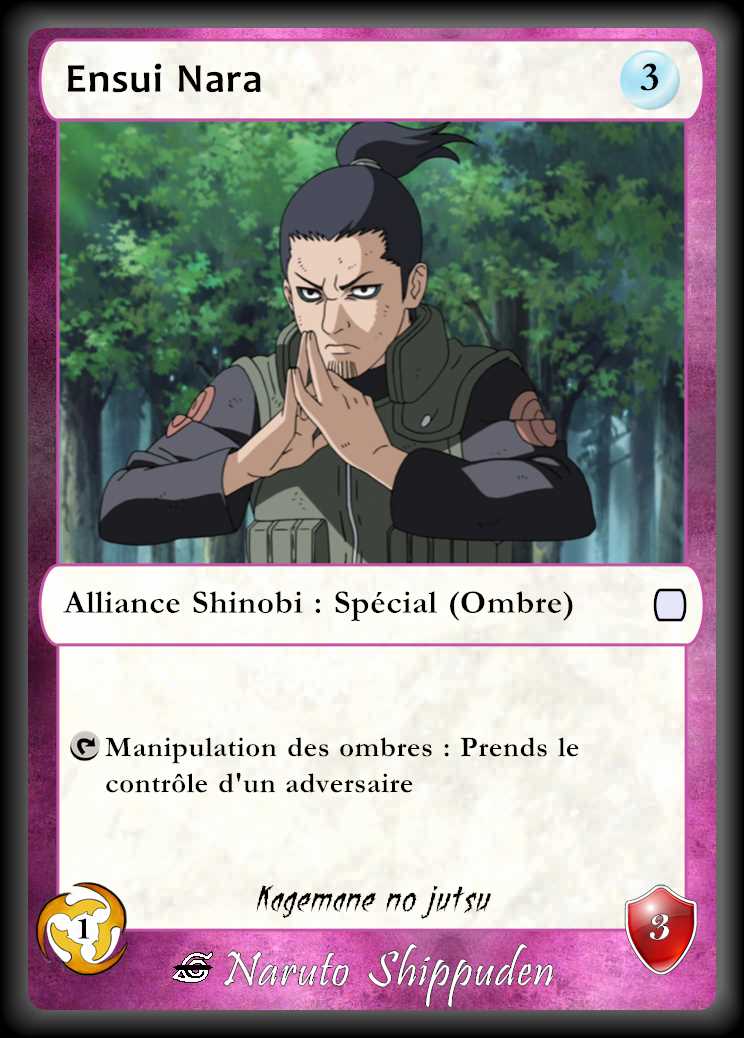 Ensui Nara
3
Alliance Shinobi : Spécial (Ombre)
Manipulation des ombres : Prends le
contrôle d'un adversaire
Kagemane no jutsu
1
3
Naruto Shippuden